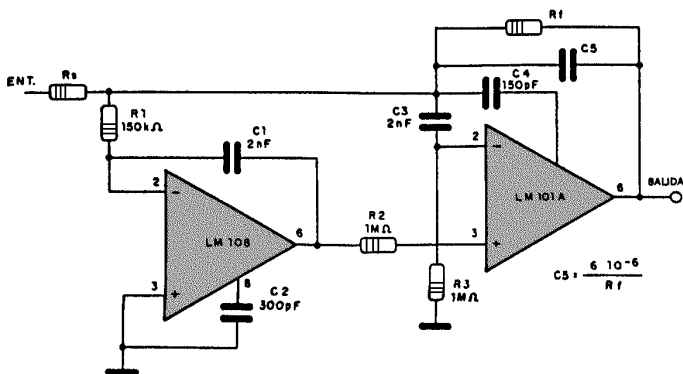 Rf
C5
ENT.
Rs
C4
150pF
R1
150kΩ
C3
2nF
C1
2nF
2
-
LM 101A
6
SALIDA
2
-
LM 108
6
R2
1MΩ
3
+
C5= 6 10-6
Rf
R3
1MΩ
3
+
8
C2
300pF